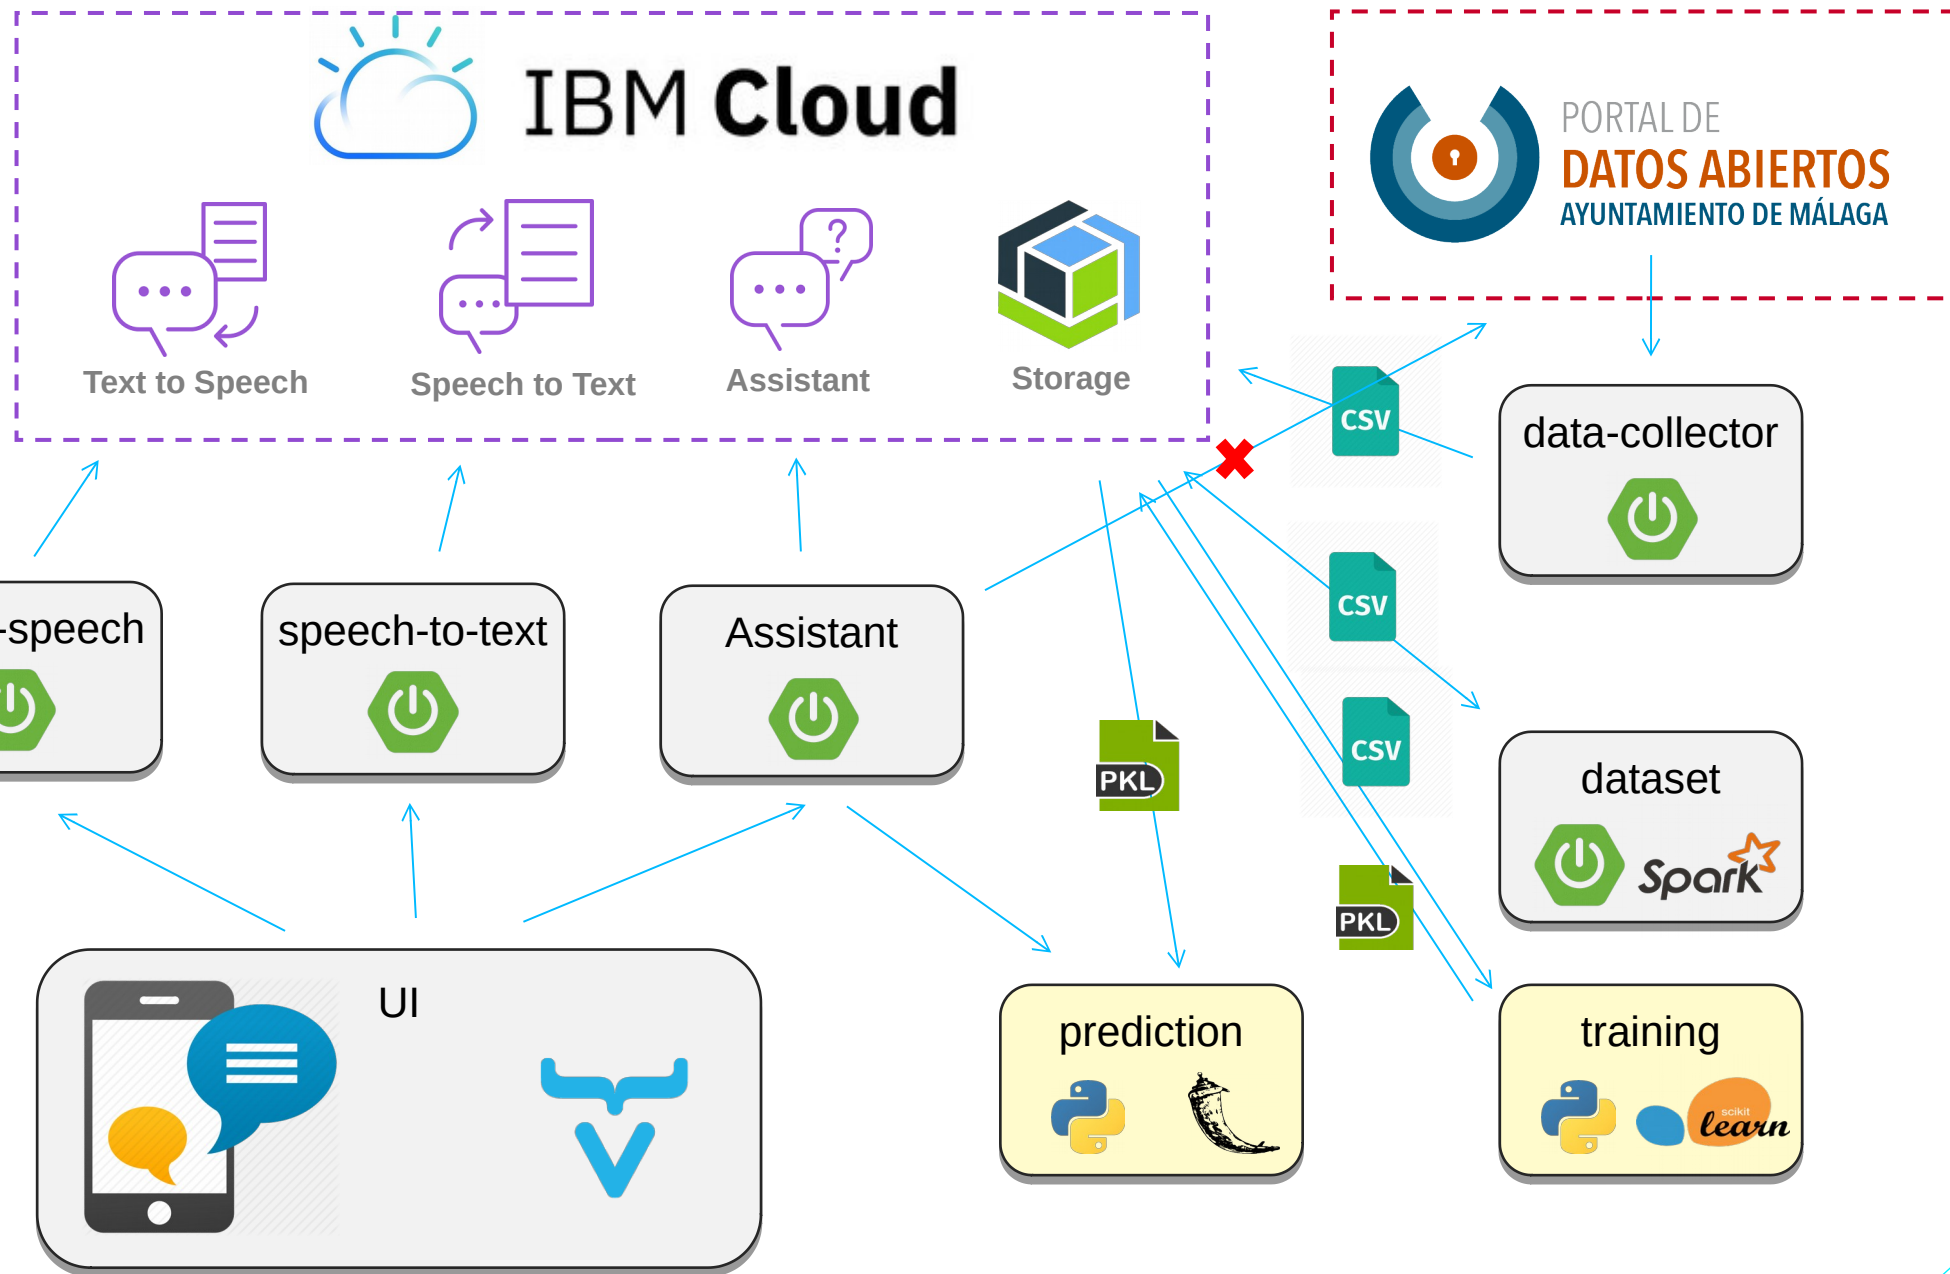 IBM Cloud
PORTAL DE
DATOS ABIERTOS
AYUNTAMIENTO DE MÁLAGA
?
Text to Speech
Speech to Text
Assistant
Storage
CSV
data-collector
CSV
-speech
speech-to-text
Assistant
CSV
PKL
dataset
Spark
PKL
UI
prediction
training
scikit
learn